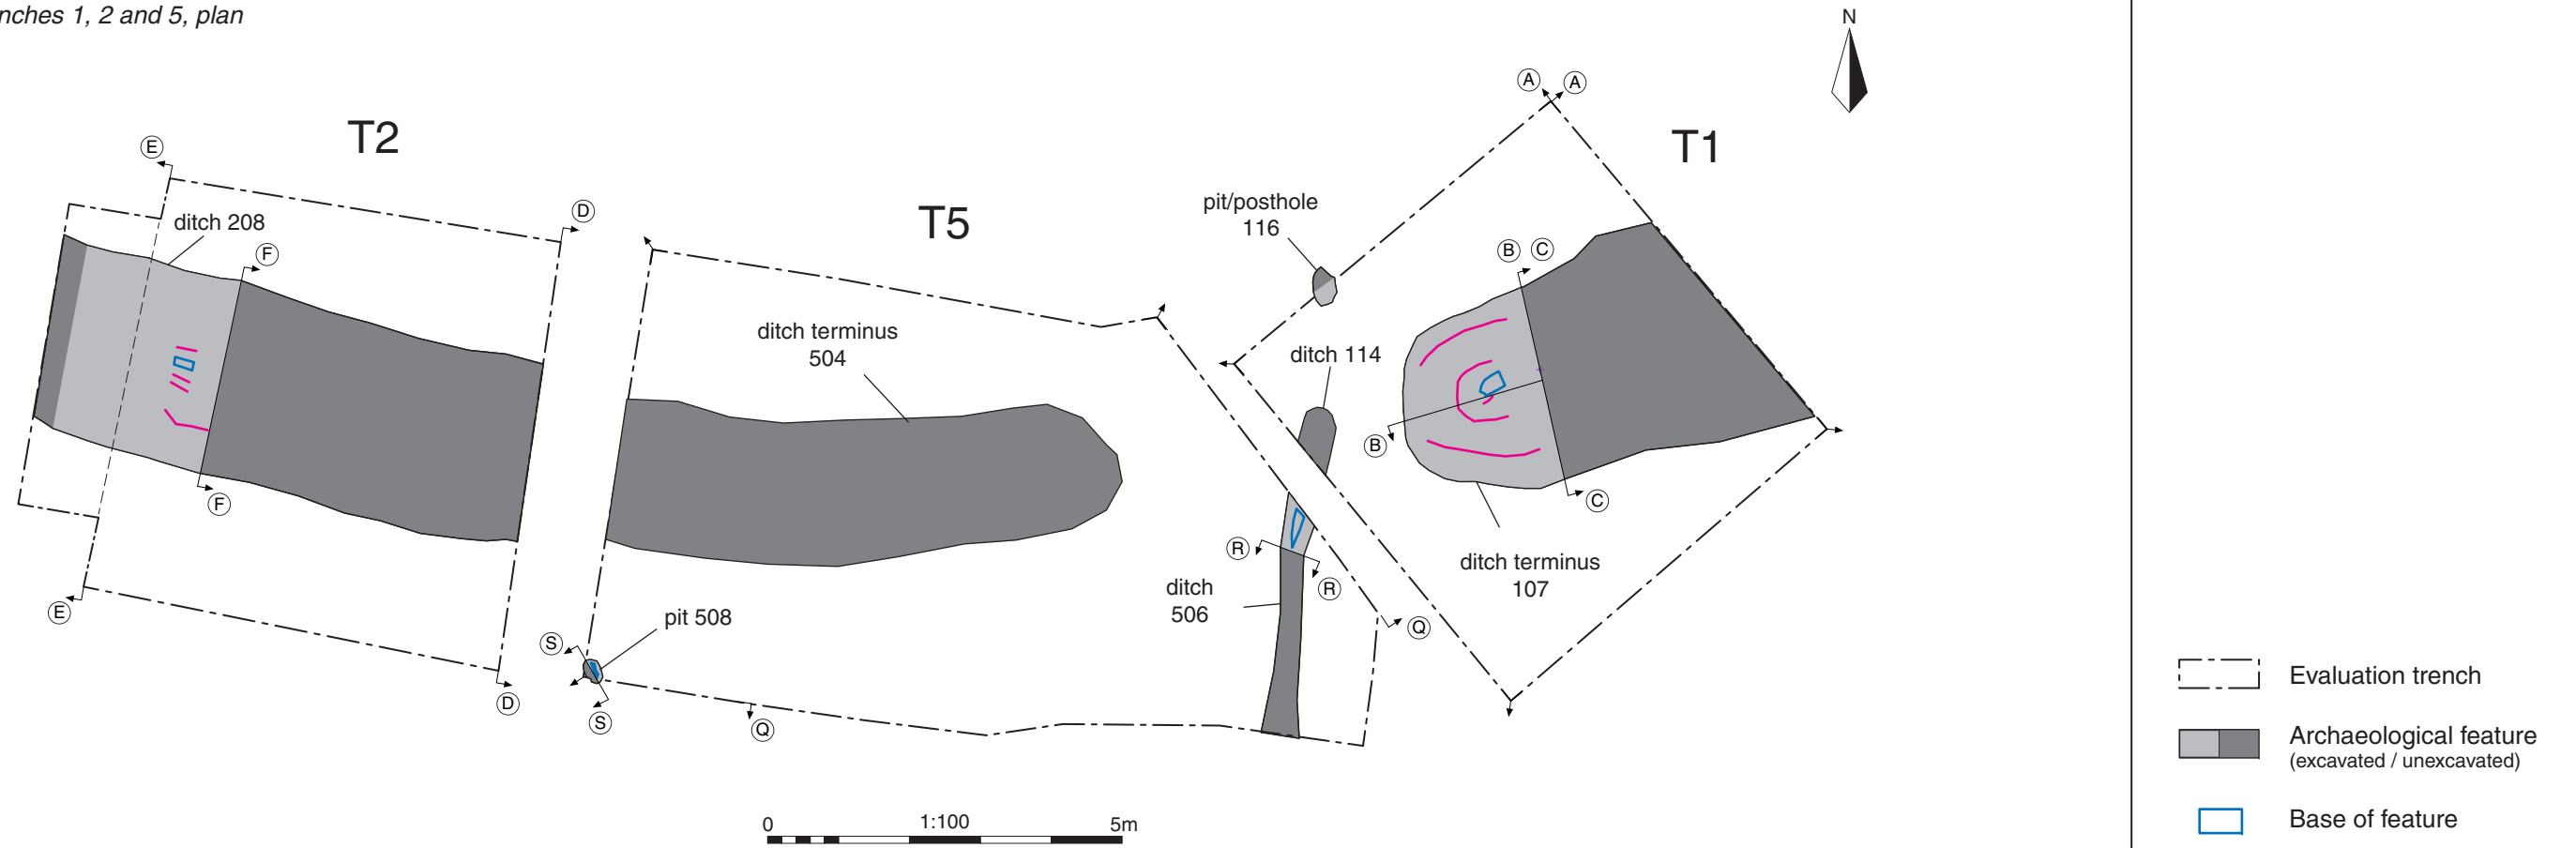 nches 1, 2 and 5, plan
N
A
A
T2
T1
E
T5
pit/posthole
116
D
ditch 208
F
B
C
ditch terminus
504
ditch 114
B
F
C
R
ditch terminus
107
R
ditch
506
E
pit 508
S
Q
D
S
Q
0
1:100
5m
Evaluation trench
Archaeological feature
(excavated / unexcavated)
Base of feature